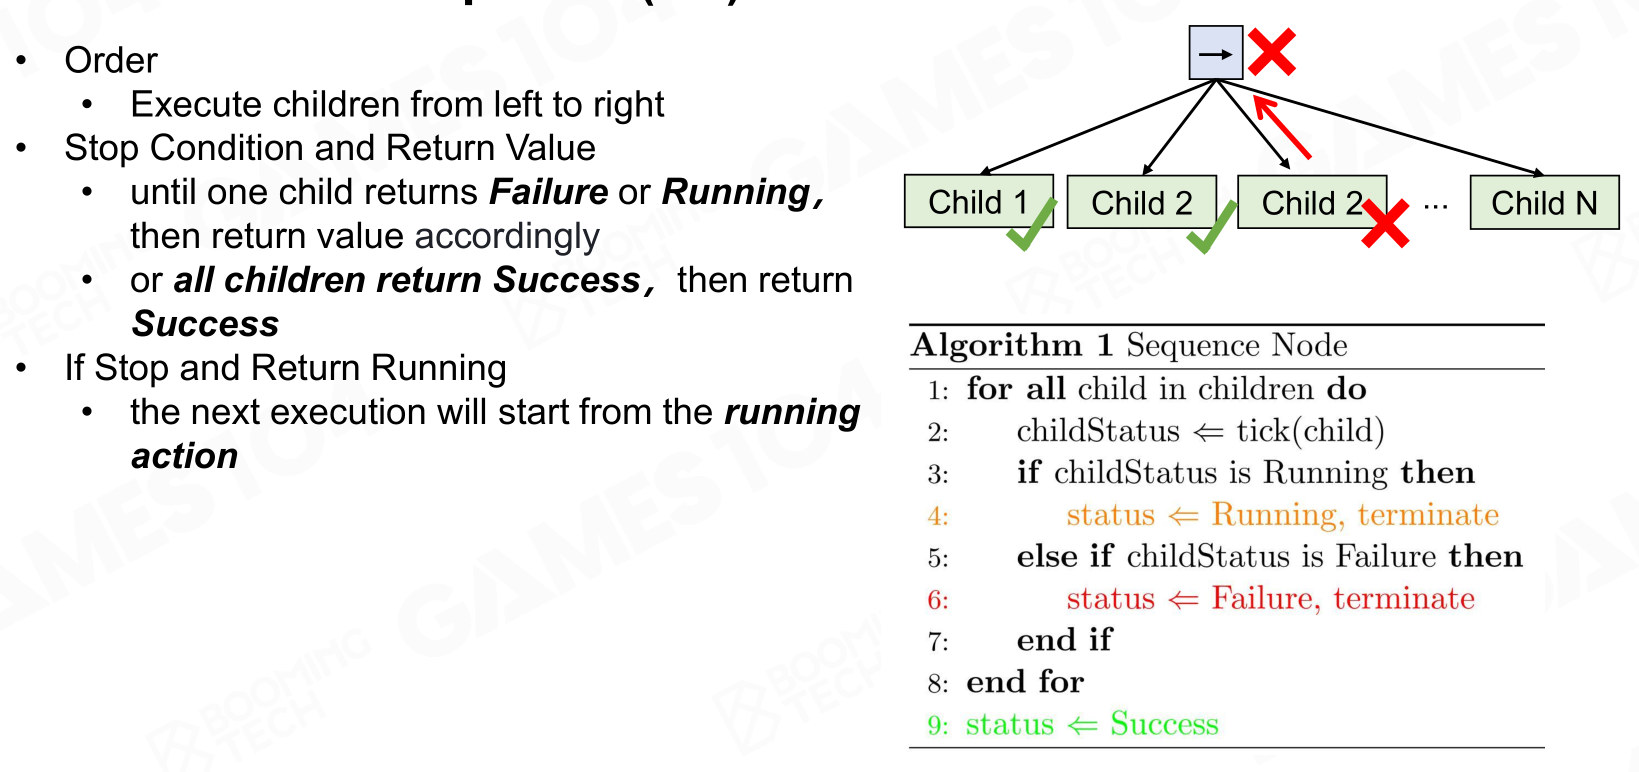 • Order
• Execute children from left to right
• Stop Condition and Return Value
• until one child returns Failure or Running,
then return value accordingly
• or all children return Success, then return
Success
• If Stop and Return Running
• the next execution will start from the running
action
→
Child 1
Child 2
Child 2
...
Child N
Algorithm 1 Sequence Node
1: for all child in children do
2: childStatus ⇐ tick(child)
3: if childStatus is Running then
4: status ⇐ Running, terminate
5: else if childStatus is Failure then
6: status ⇐ Failure, terminate
7: end if
8: end for
9: status ⇐ Success
GAMES104
BOOMING
TECH